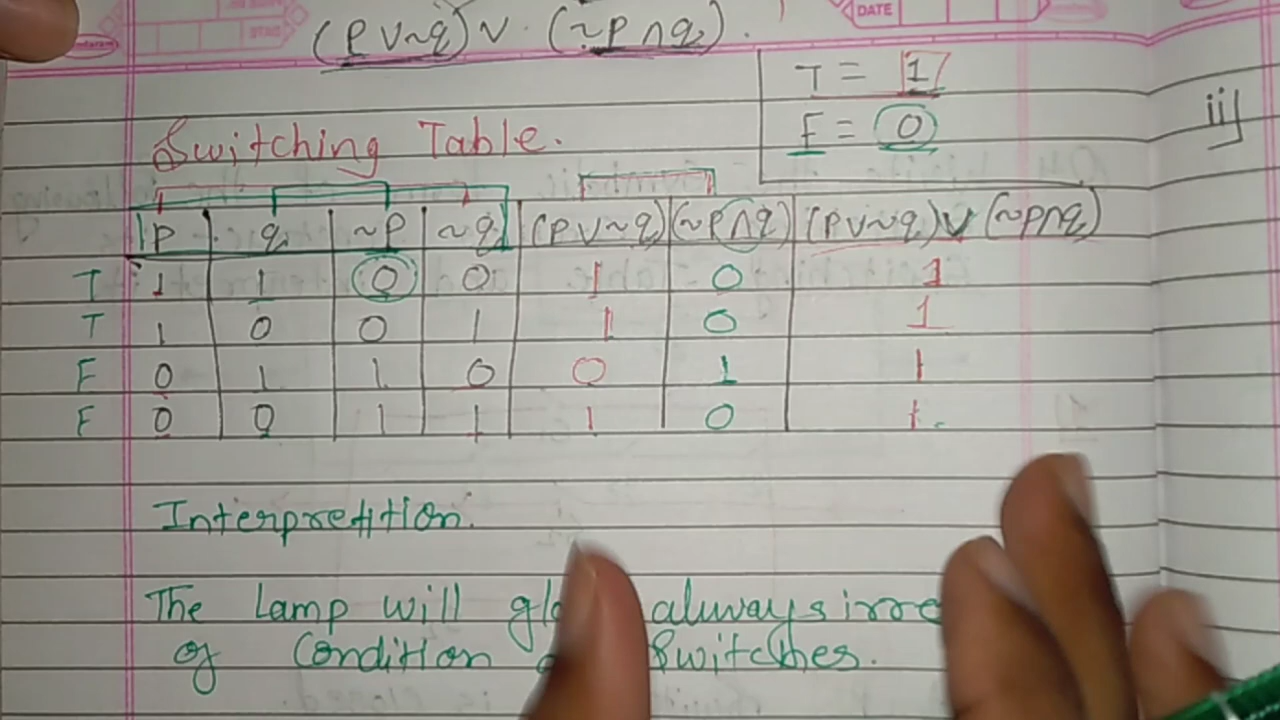 (p∨~q)∨(~p∧q).
DATE
T = 1
F = 0
ii)
Switching Table.
p q ~p ~q (p∨~q) (~p∧q) (p∨~q)∨(~p∧q)
T 1 1 0 0 1 0 1
T 1 0 0 1 1 0 1
F 0 1 1 0 0 1 1
F 0 0 1 1 1 0 1.
Interpretition.
The Lamp will always
of Condition Switches.